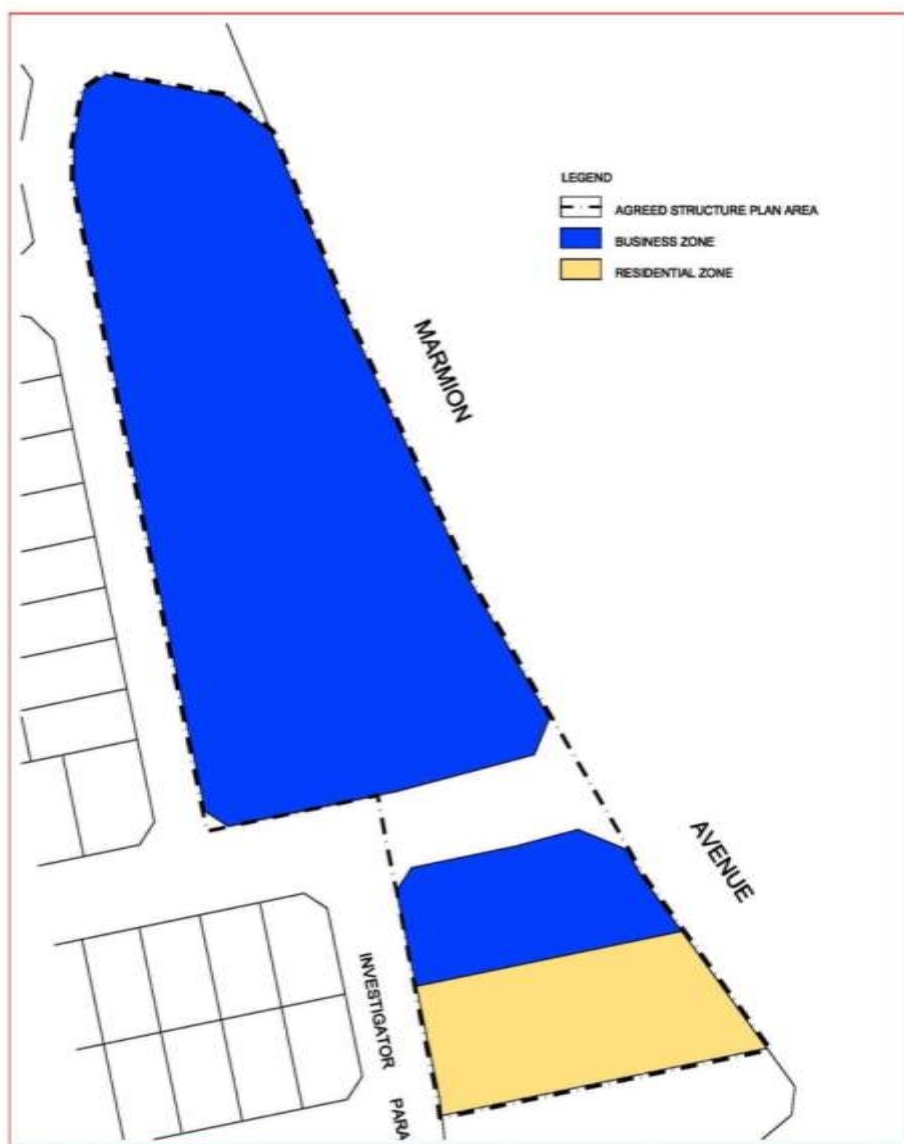 LEGEND
AGREED STRUCTURE PLAN AREA
BUSINESS ZONE
RESIDENTIAL ZONE
MARMION
AVENUE
INVESTIGATOR
PARA